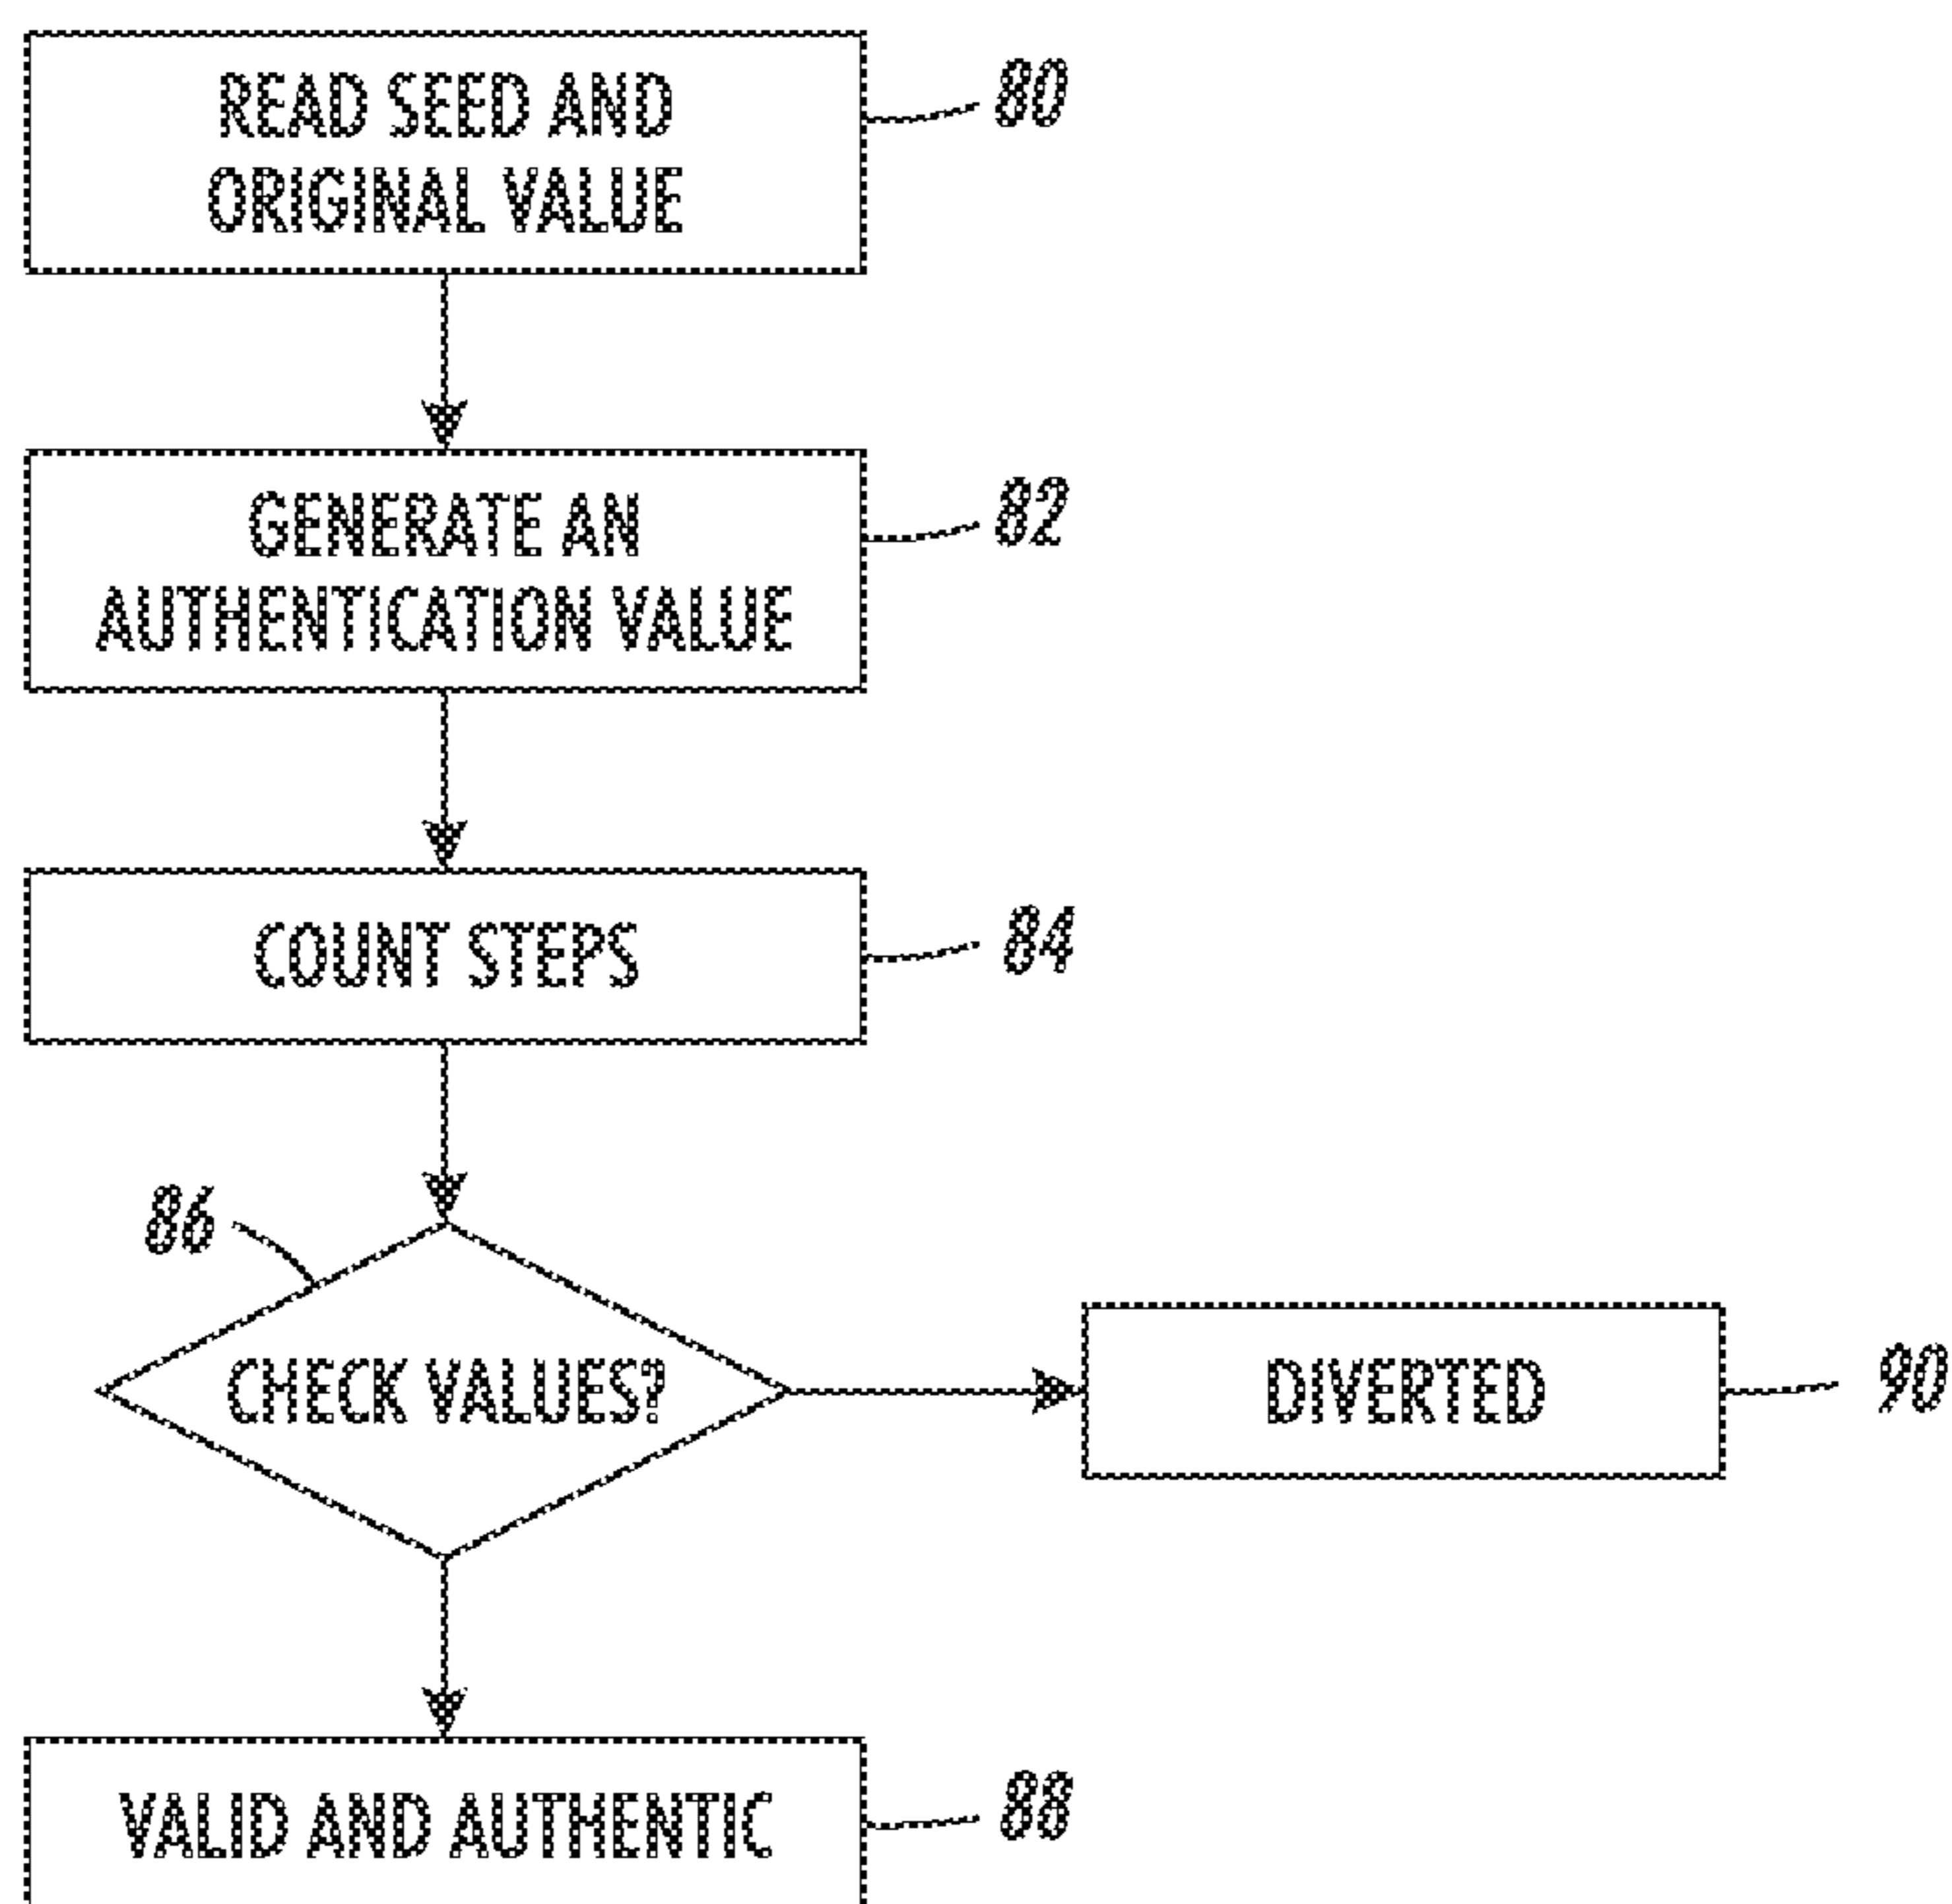 READ SEED AND
ORIGINAL VALUE
80
GENERATE AN
AUTHENTICATION VALUE
82
COUNT STEPS
84
86
CHECK VALUES?
DIVERTED
90
VALID AND AUTHENTIC
88